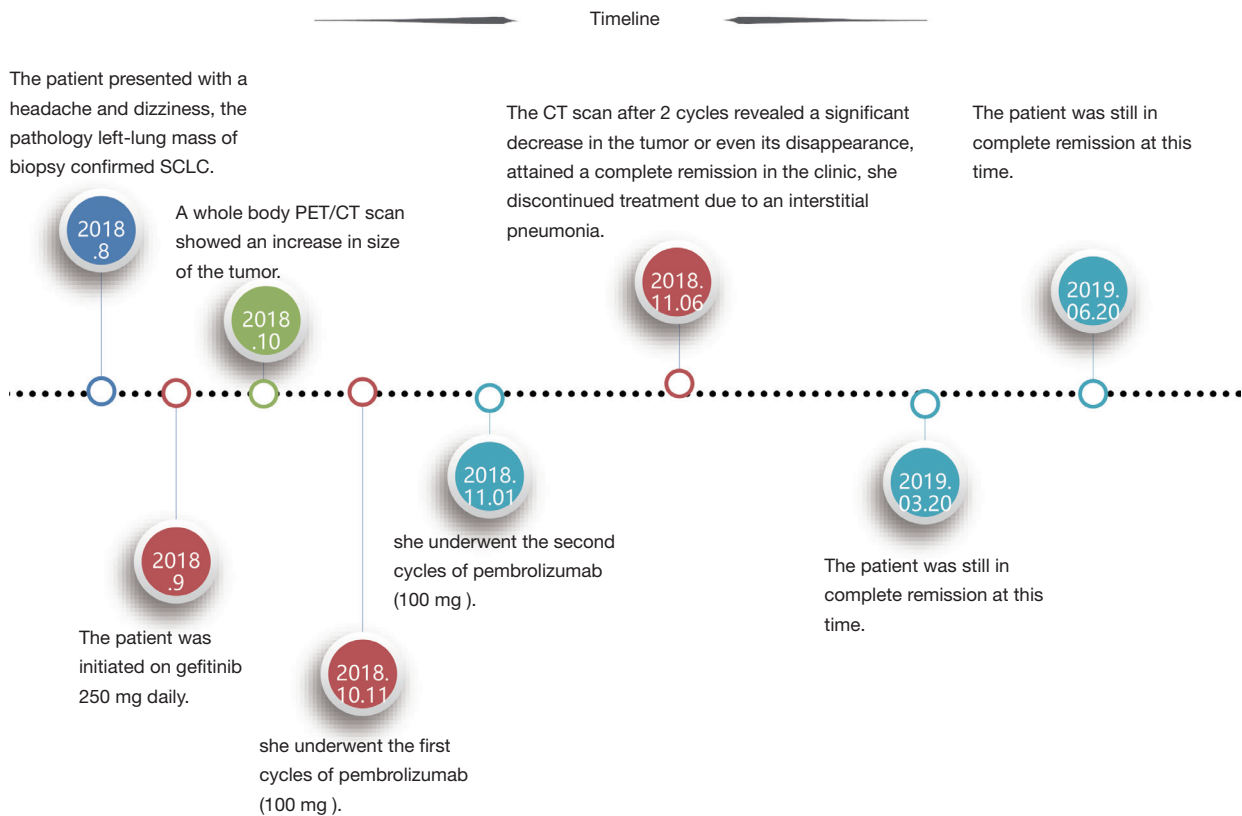 Timeline
The patient presented with a
headache and dizziness, the
pathology left-lung mass of
biopsy confirmed SCLC.
2018
.8
The patient was
initiated on gefitinib
250 mg daily.
2018
.9
A whole body PET/CT scan
showed an increase in size
of the tumor.
2018
.10
2018.
10.11
she underwent the first
cycles of pembrolizumab
(100 mg ).
2018.
11.01
she underwent the second
cycles of pembrolizumab
(100 mg ).
The CT scan after 2 cycles revealed a significant
decrease in the tumor or even its disappearance,
attained a complete remission in the clinic, she
discontinued treatment due to an interstitial
pneumonia.
2018.
11.06
2019.
03.20
The patient was still in
complete remission at this
time.
The patient was still in
complete remission at this
time.
2019.
06.20